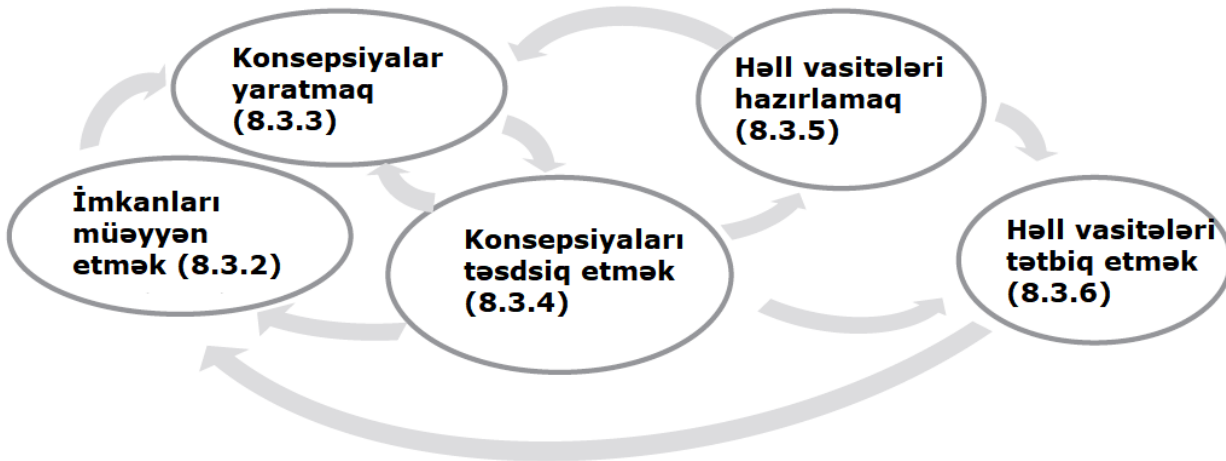 Konsepsiyalar
yaratmaq
(8.3.3)
Həll vasitələri
hazırlamaq
(8.3.5)
İmkanları
müəyyən
etmək (8.3.2)
Konsepsiyaları
təsdsiq etmək
(8.3.4)
Həll vasitələri
tətbiq etmək
(8.3.6)